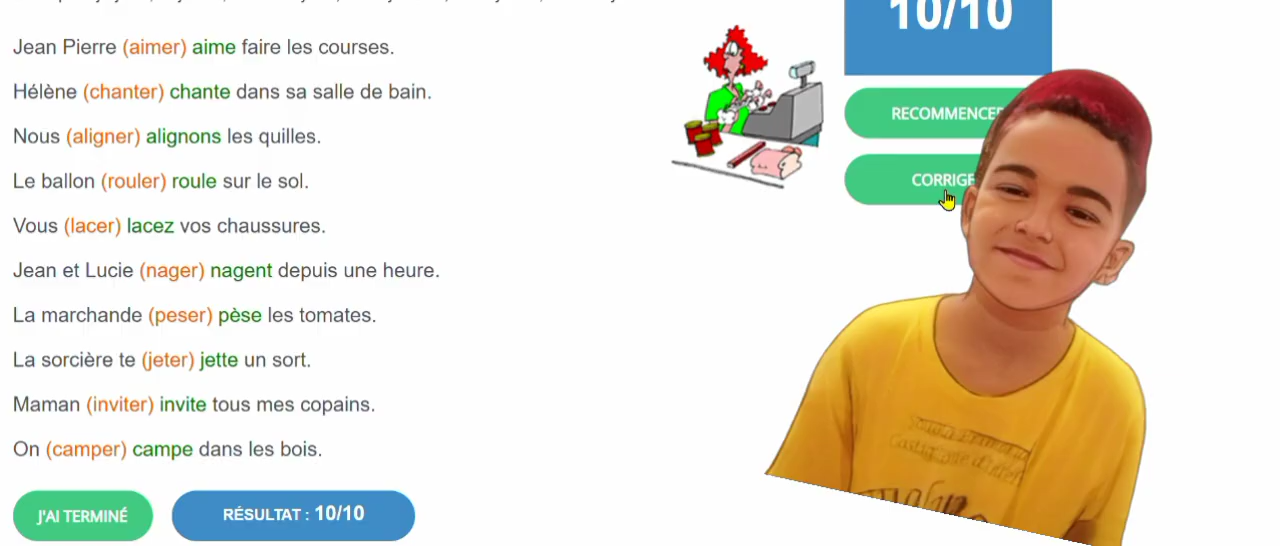 10/10
Jean Pierre (aimer) aime faire les courses.
RECOMMENCER
Hélène (chanter) chante dans sa salle de bain.
Nous (aligner) alignons les quilles.
CORRIGE
Le ballon (rouler) roule sur le sol.
Vous (lacer) lacez vos chaussures.
Jean et Lucie (nager) nagent depuis une heure.
La marchande (peser) pèse les tomates.
La sorcière te (jeter) jette un sort.
Maman (inviter) invite tous mes copains.
On (camper) campe dans les bois.
J'AI TERMINÉ
RÉSULTAT : 10/10